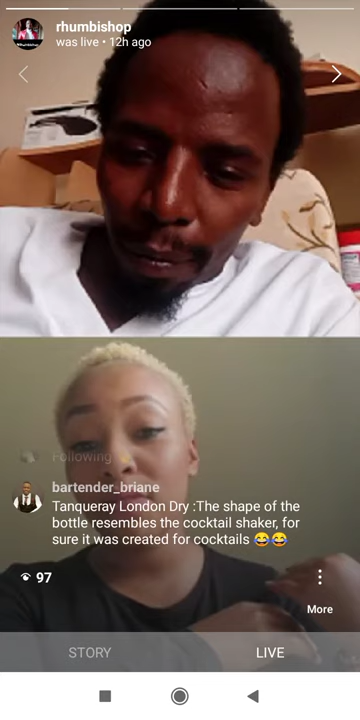 rhumbishop
was live • 12h ago
Following
bartender_briane
Tanqueray London Dry :The shape of the
bottle resembles the cocktail shaker, for
sure it was created for cocktails 😂😂
97
More
STORY
LIVE